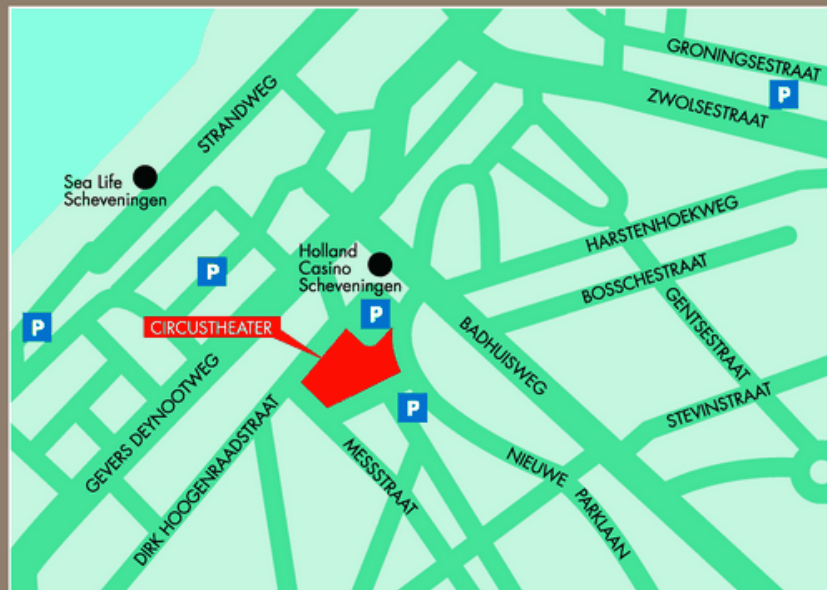 GRONINGSESTRAAT
P
ZWOLSESTRAAT
STRANDWEG
Sea Life
Scheveningen
HARSTENHOEKWEG
Holland
Casino
Scheveningen
P
BOSSCHESTRAAT
GENTSESTRAAT
P
P
CIRCUSTHEATER
BADHUISWEG
GEVERS DEYNOOTWEG
STEVINSTRAAT
P
DIRK HOOGENRAADSTRAAT
MESSSTRAAT
NIEUWE PARKLAAN